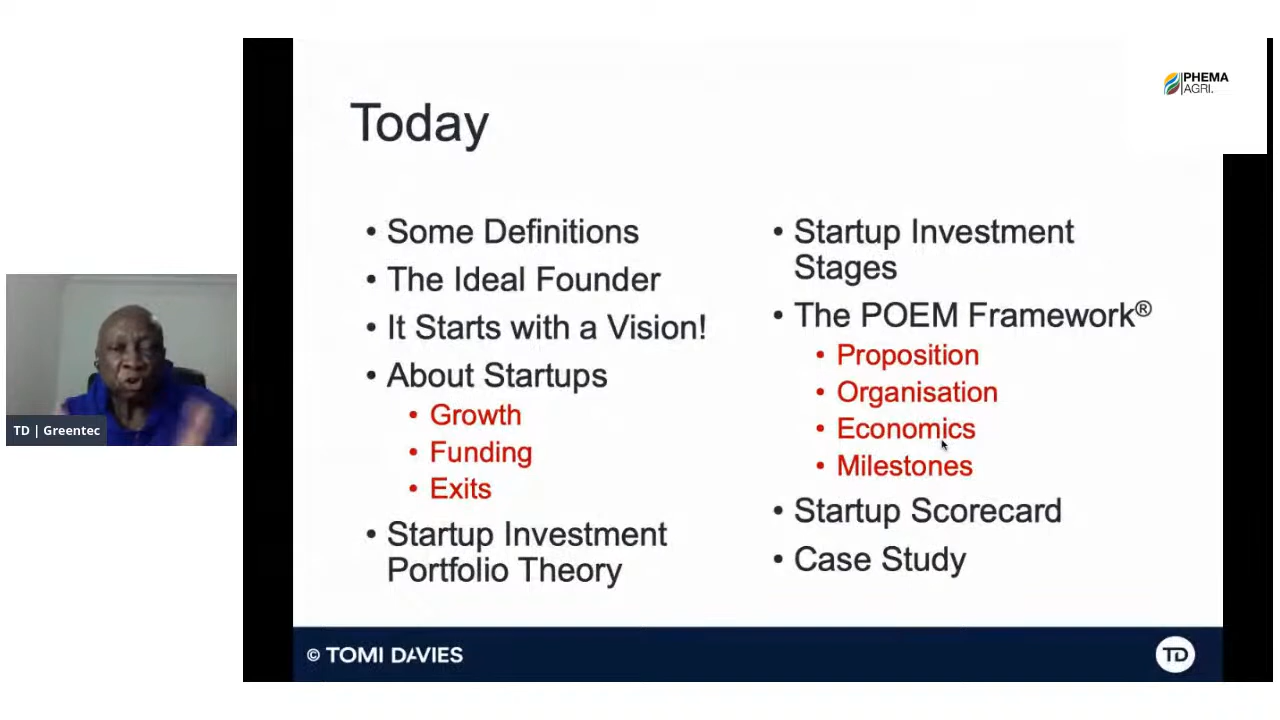 PHEMA
AGRI.
Today
• Some Definitions
• The Ideal Founder
• It Starts with a Vision!
• About Startups
• Growth
• Funding
• Exits
• Startup Investment
Portfolio Theory
• Startup Investment
Stages
• The POEM Framework®
• Proposition
• Organisation
• Economics
• Milestones
• Startup Scorecard
• Case Study
TD | Greentec
© TOMI DAVIES
TD